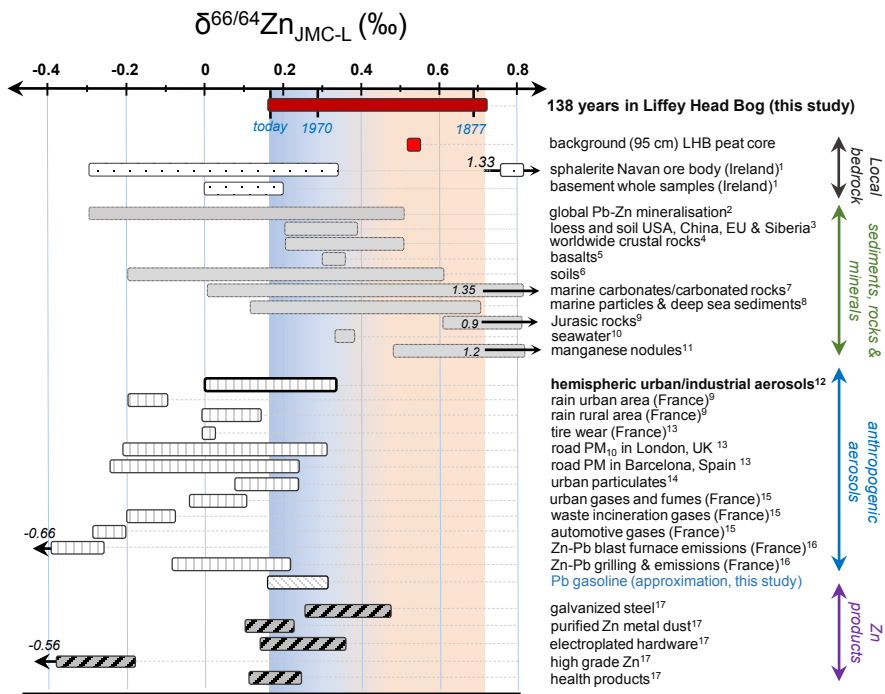 δ66/64ZnJMC-L (‰)
-0.4 -0.2 0 0.2 0.4 0.6 0.8
138 years in Liffey Head Bog (this study)
today 1970 1877
background (95 cm) LHB peat core
1.33
sphalerite Navan ore body (Ireland)1
basement whole samples (Ireland)1
Local bedrock
global Pb-Zn mineralisation2
loess and soil USA, China, EU & Siberia3
worldwide crustal rocks4
basalts5
soils6
1.35 marine carbonates/carbonated rocks7
marine particles & deep sea sediments8
0.9 Jurasic rocks9
seawater10
1.2 manganese nodules11
sediments, rocks & minerals
hemispheric urban/industrial aerosols12
rain urban area (France)9
rain rural area (France)9
tire wear (France)13
road PM10 in London, UK 13
road PM in Barcelona, Spain 13
urban particulates14
urban gases and fumes (France)15
waste incineration gases (France)15
automotive gases (France)15
-0.66
Zn-Pb blast furnace emissions (France)16
Zn-Pb grilling & emissions (France)16
anthropogenic aerosols
Pb gasoline (approximation, this study)
galvanized steel17
purified Zn metal dust17
electroplated hardware17
-0.56
high grade Zn17
health products17
Zn products